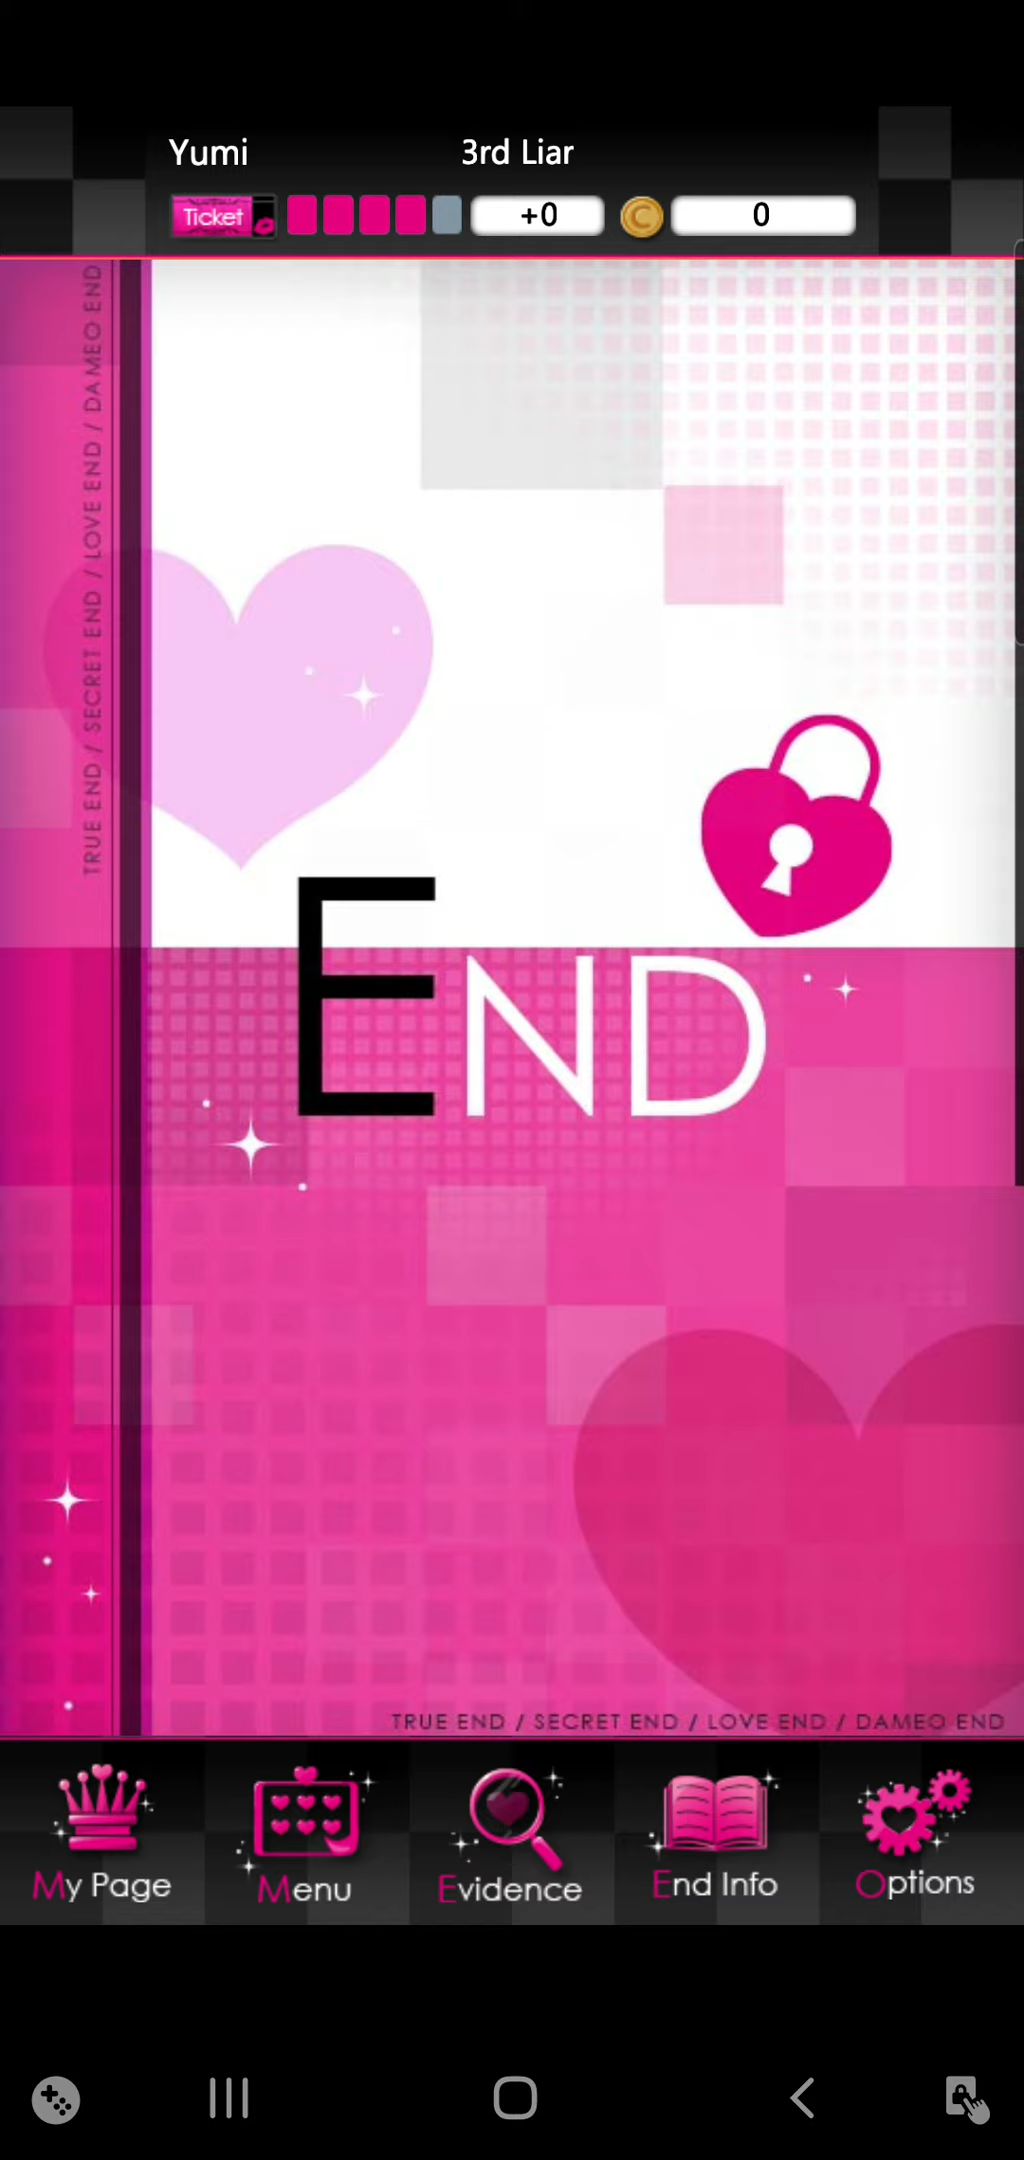 Yumi 3rd Liar
Ticket +0 C 0
TRUE END / SECRET END / LOVE END / DAMEO END
END
TRUE END / SECRET END / LOVE END / DAMEO END
My Page Menu Evidence End Info Options